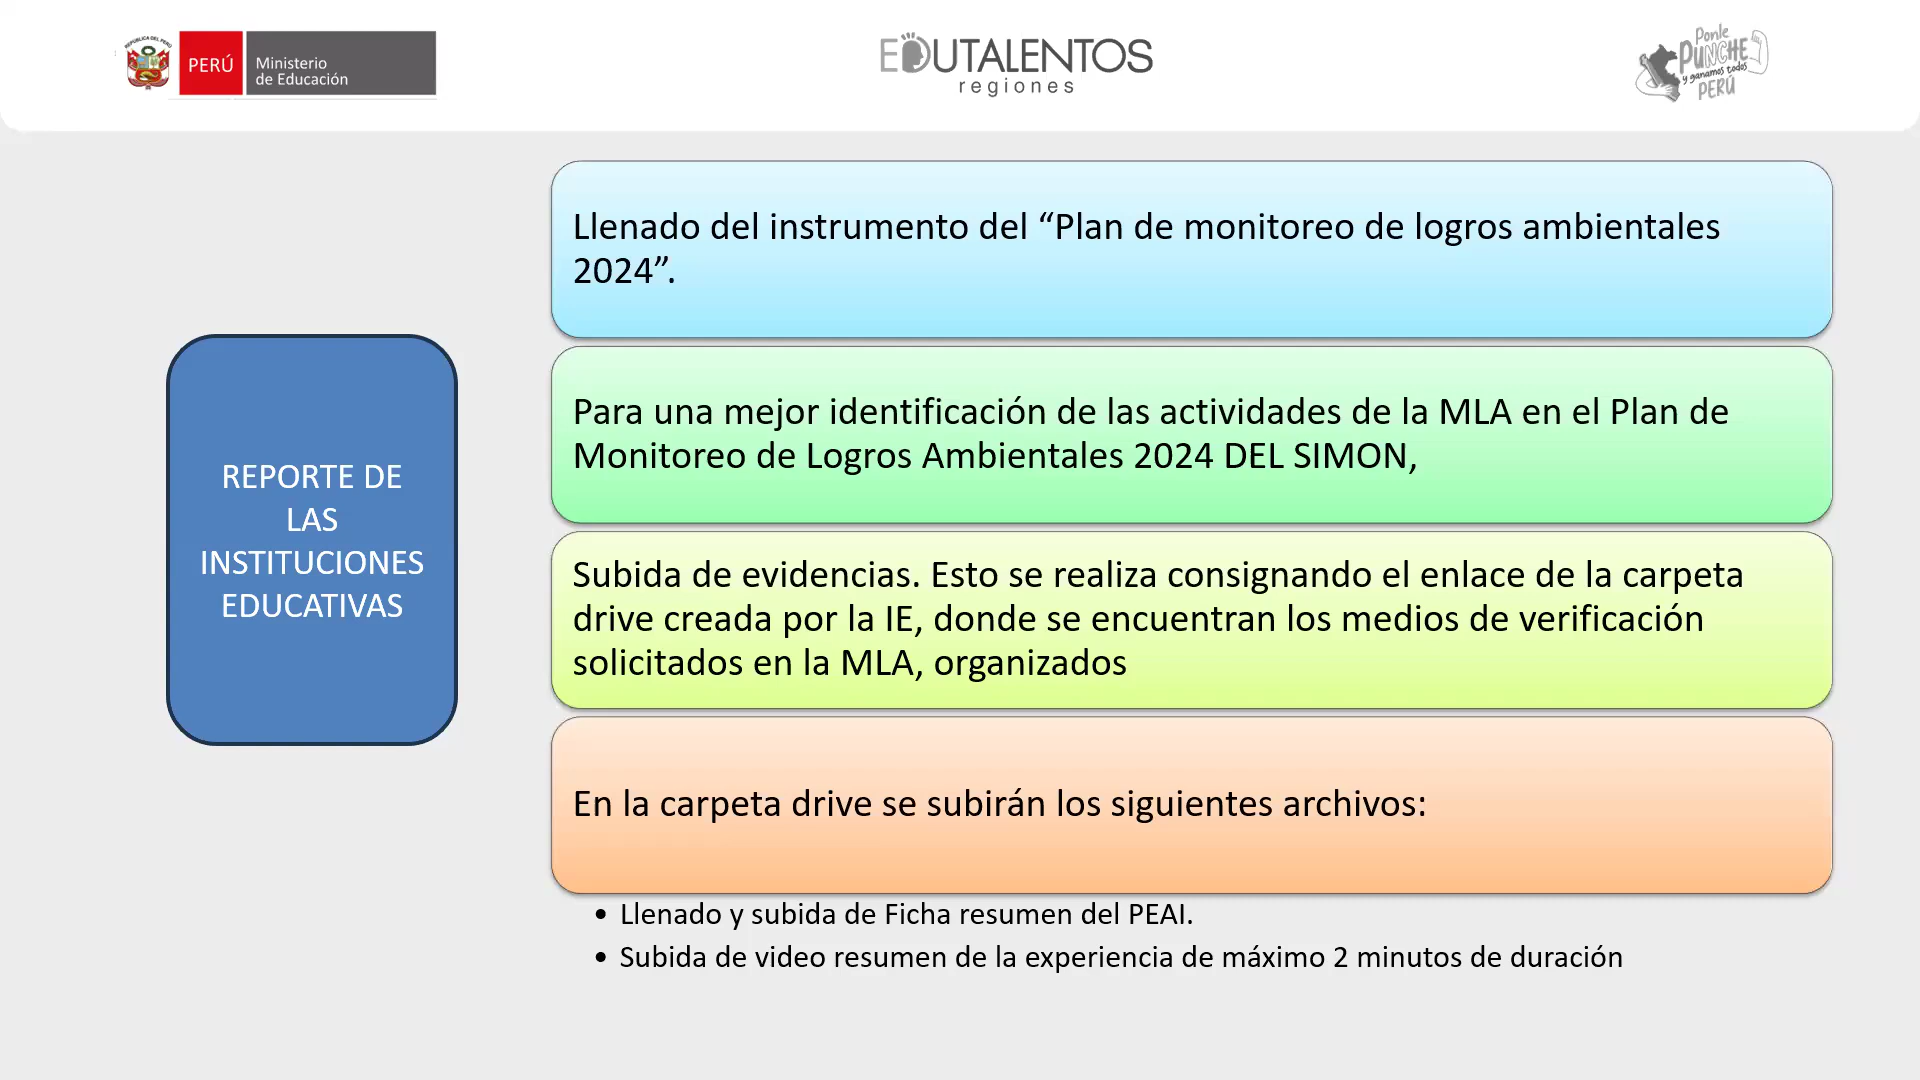 REPÚBLICA DEL PERÚ
PERÚ
Ministerio
de Educación
EDUTALENTOS
regiones
Ponle
PUNCHE
y ganamos todos
PERÚ
REPORTE DE
LAS
INSTITUCIONES
EDUCATIVAS
Llenado del instrumento del “Plan de monitoreo de logros ambientales
2024”.
Para una mejor identificación de las actividades de la MLA en el Plan de
Monitoreo de Logros Ambientales 2024 DEL SIMON,
Subida de evidencias. Esto se realiza consignando el enlace de la carpeta
drive creada por la IE, donde se encuentran los medios de verificación
solicitados en la MLA, organizados
En la carpeta drive se subirán los siguientes archivos:
• Llenado y subida de Ficha resumen del PEAI.
• Subida de video resumen de la experiencia de máximo 2 minutos de duración